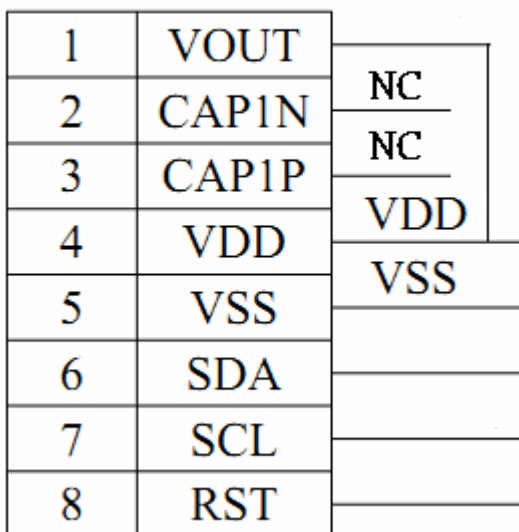 1 VOUT
NC
2 CAP1N
NC
3 CAP1P
VDD
4 VDD
VSS
5 VSS
6 SDA
7 SCL
8 RST